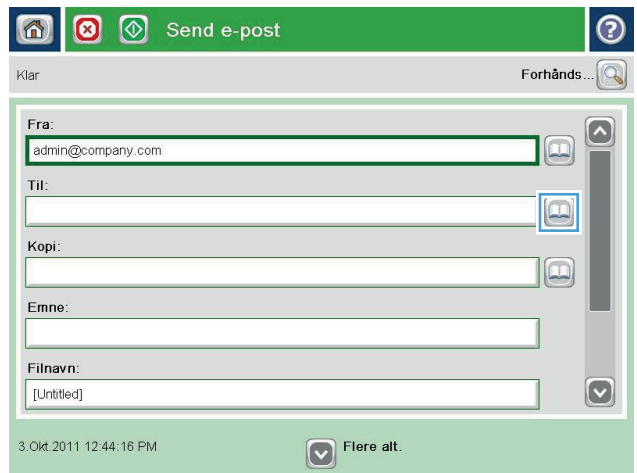 Send e-post
?
Klar
Forhånds...
Fra:
admin@company.com
Til:
Kopi:
Emne:
Filnavn:
[Untitled]
3.Okt.2011 12:44:16 PM
Flere alt.